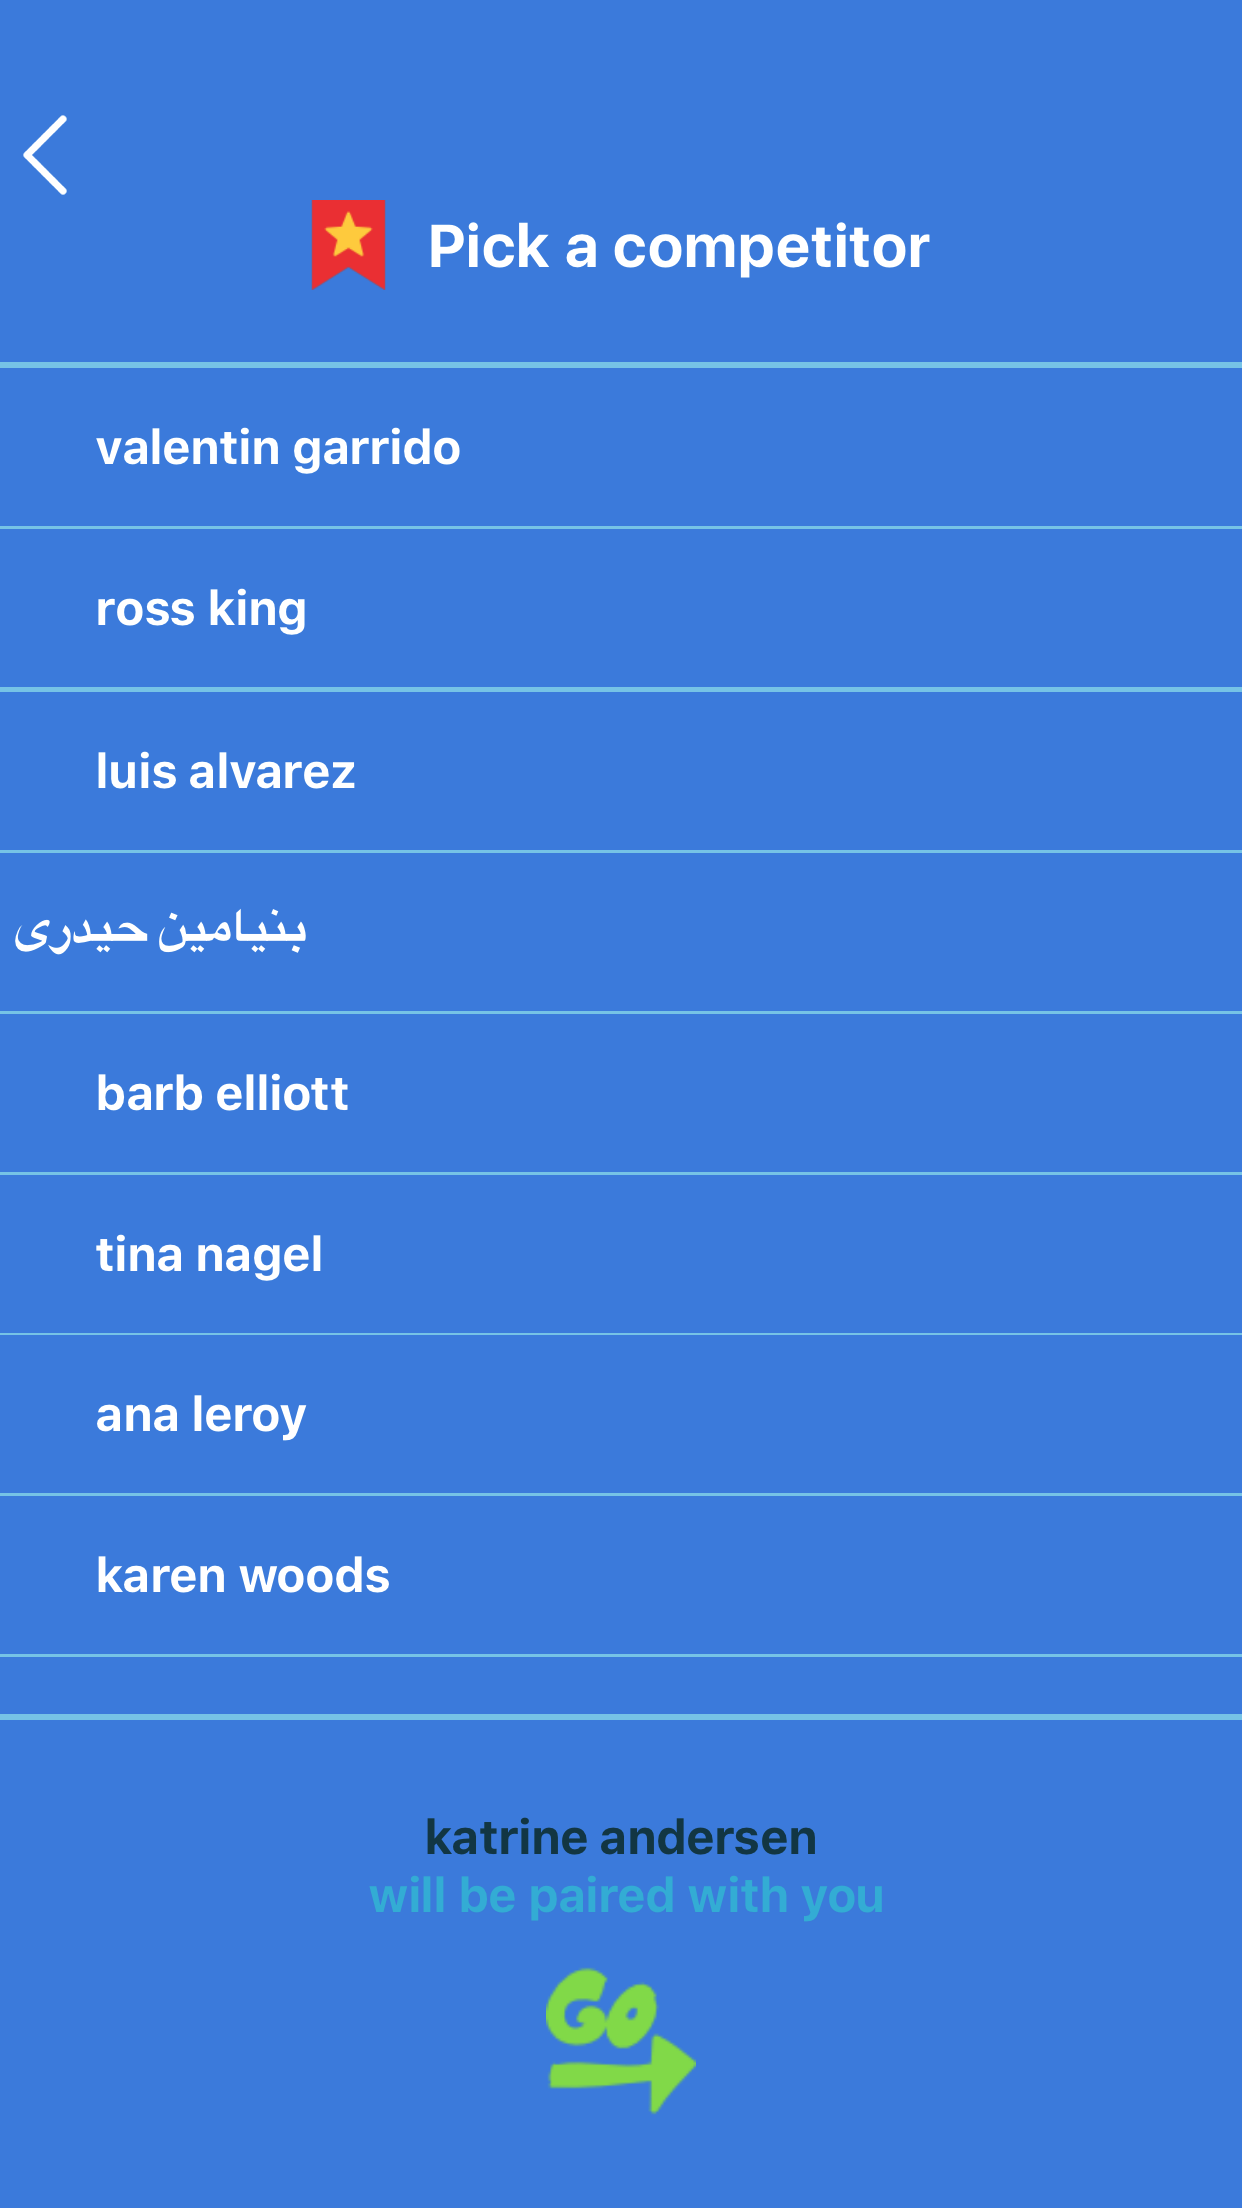 Pick a competitor
valentin garrido
ross king
luis alvarez
بنیامین حیدری
barb elliott
tina nagel
ana leroy
karen woods
katrine andersen
will be paired with you
GO